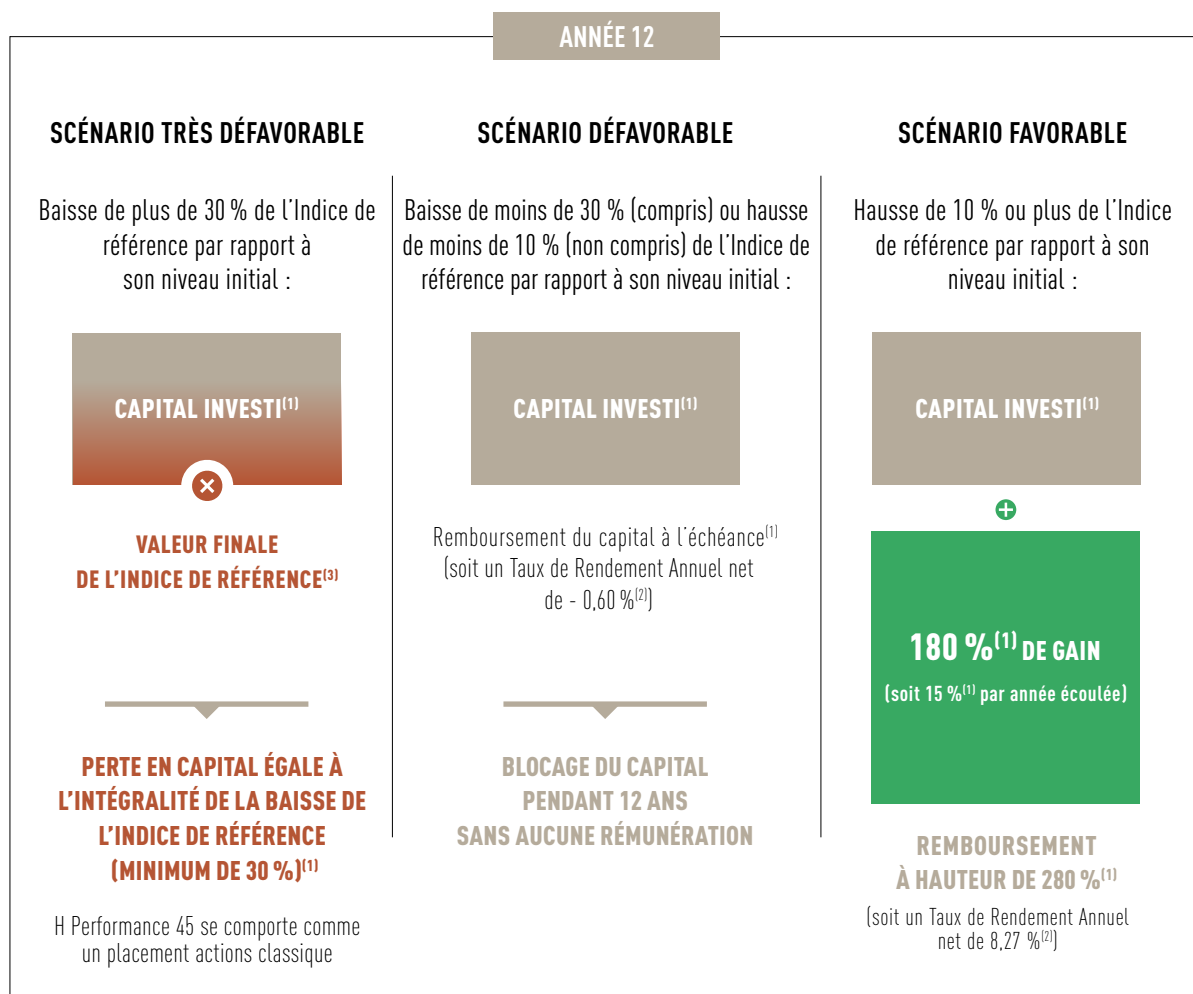 ANNÉE 12
SCÉNARIO TRÈS DÉFAVORABLE
Baisse de plus de 30 % de l'Indice de
référence par rapport à
son niveau initial :
CAPITAL INVESTI(1)
VALEUR FINALE
DE L'INDICE DE RÉFÉRENCE(3)
PERTE EN CAPITAL ÉGALE À
L'INTÉGRALITÉ DE LA BAISSE DE
L'INDICE DE RÉFÉRENCE
(MINIMUM DE 30 %)(1)
H Performance 45 se comporte comme
un placement actions classique
SCÉNARIO DÉFAVORABLE
Baisse de moins de 30 % (compris) ou hausse
de moins de 10 % (non compris) de l'Indice de
référence par rapport à son niveau initial :
CAPITAL INVESTI(1)
Remboursement du capital à l'échéance(1)
(soit un Taux de Rendement Annuel net
de - 0,60 %(2))
BLOCAGE DU CAPITAL
PENDANT 12 ANS
SANS AUCUNE RÉMUNÉRATION
SCÉNARIO FAVORABLE
Hausse de 10 % ou plus de l'Indice
de référence par rapport à son
niveau initial :
CAPITAL INVESTI(1)
180 %(1) DE GAIN
(soit 15 %(1) par année écoulée)
REMBOURSEMENT
À HAUTEUR DE 280 %(1)
(soit un Taux de Rendement Annuel
net de 8,27 %(2))